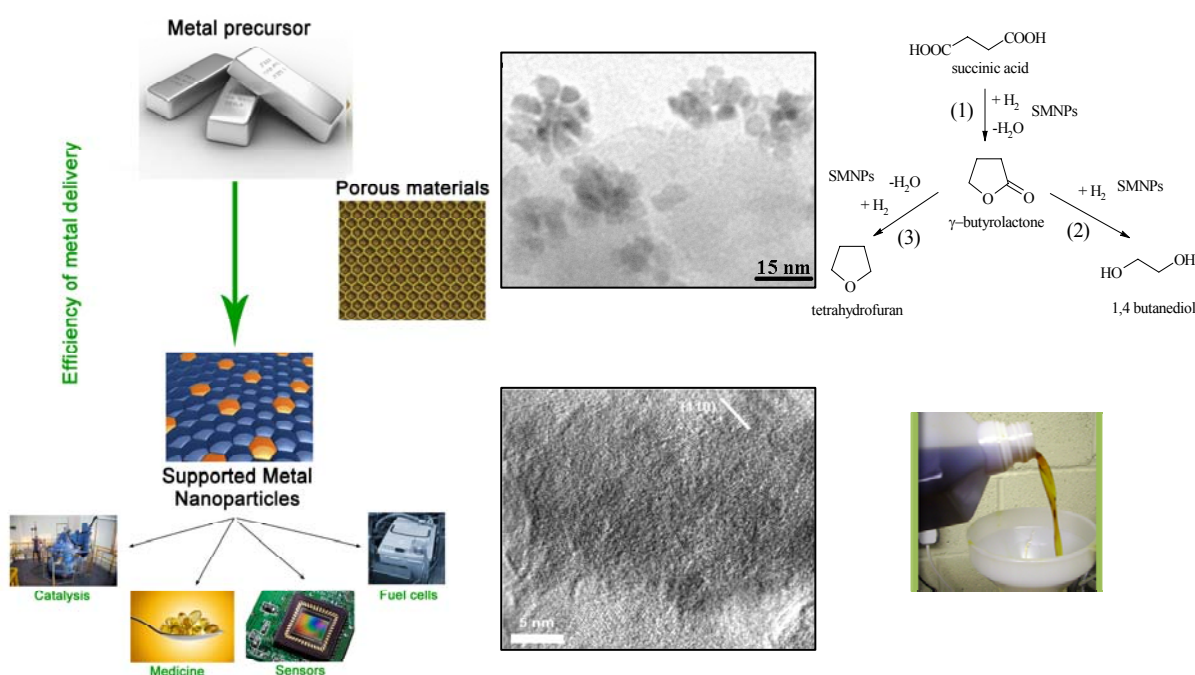 Metal precursor
Efficiency of metal delivery
Porous materials
Supported Metal
Nanoparticles
Catalysis
Medicine
Sensors
Fuel cells
15 nm
5 nm
HOOC
COOH
succinic acid
(1)
+ H2
-H2O
SMNPs
SMNPs
-H2O
+ H2
(3)
O
O
γ−butyrolactone
+ H2
SMNPs
(2)
O
tetrahydrofuran
HO
OH
1,4 butanediol